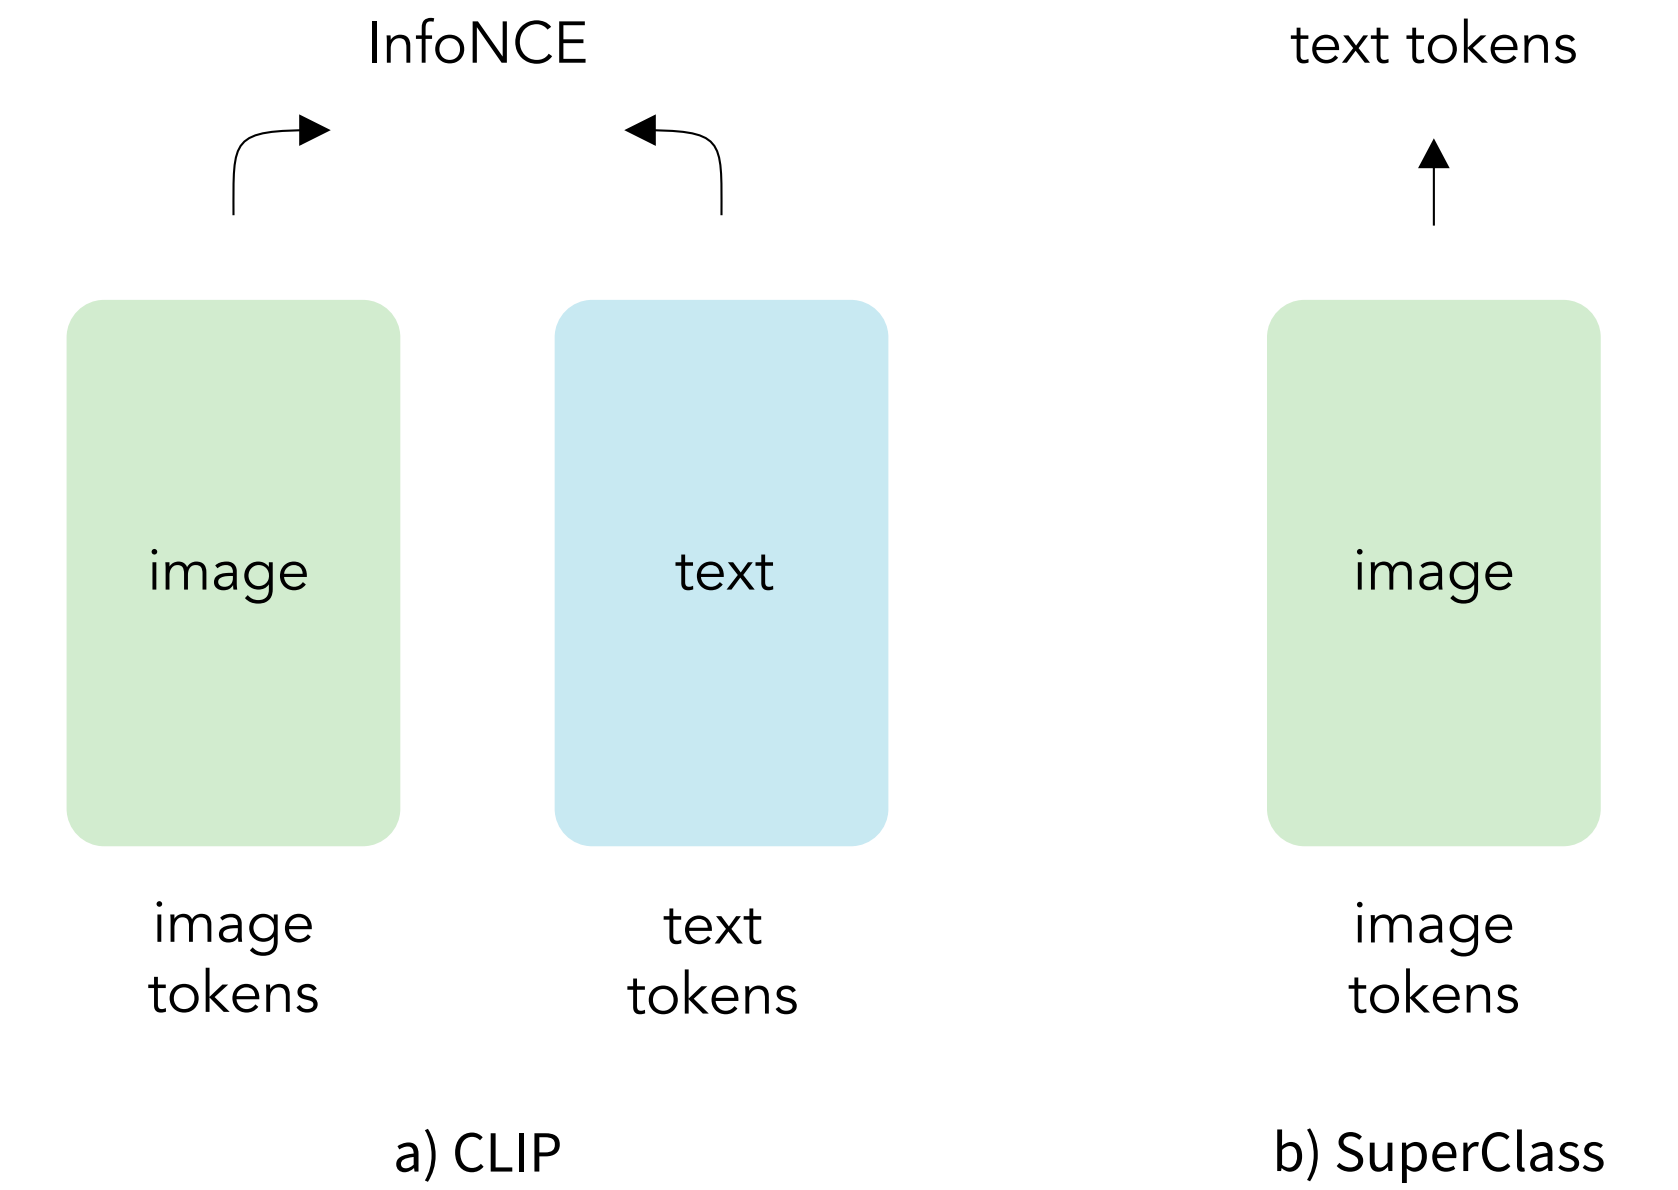 InfoNCE
image
text
image
tokens
text
tokens
a) CLIP
text tokens
image
image
tokens
b) SuperClass